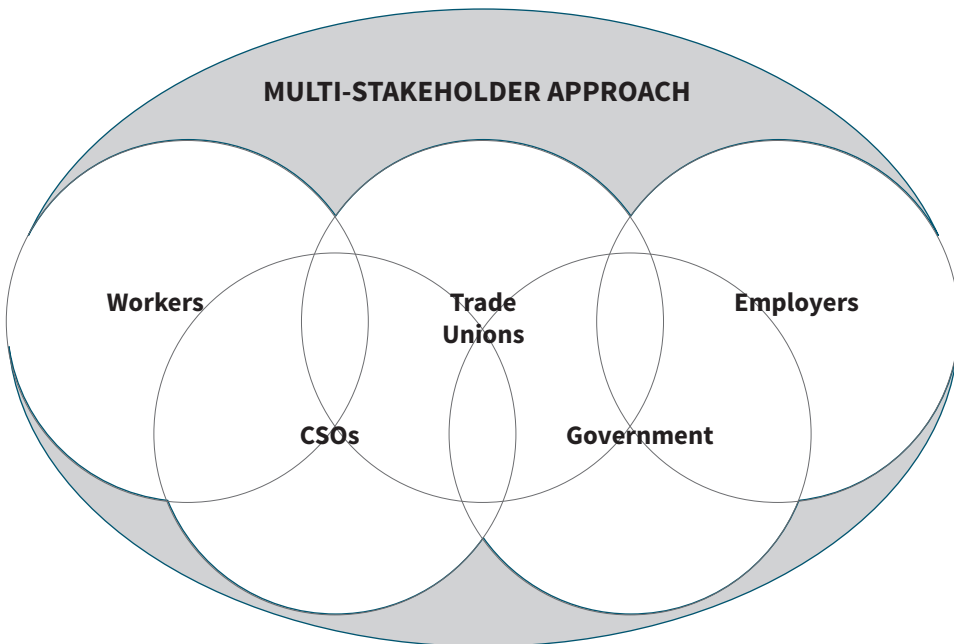 MULTI-STAKEHOLDER APPROACH
Workers
Trade
Unions
Employers
CSOs
Government